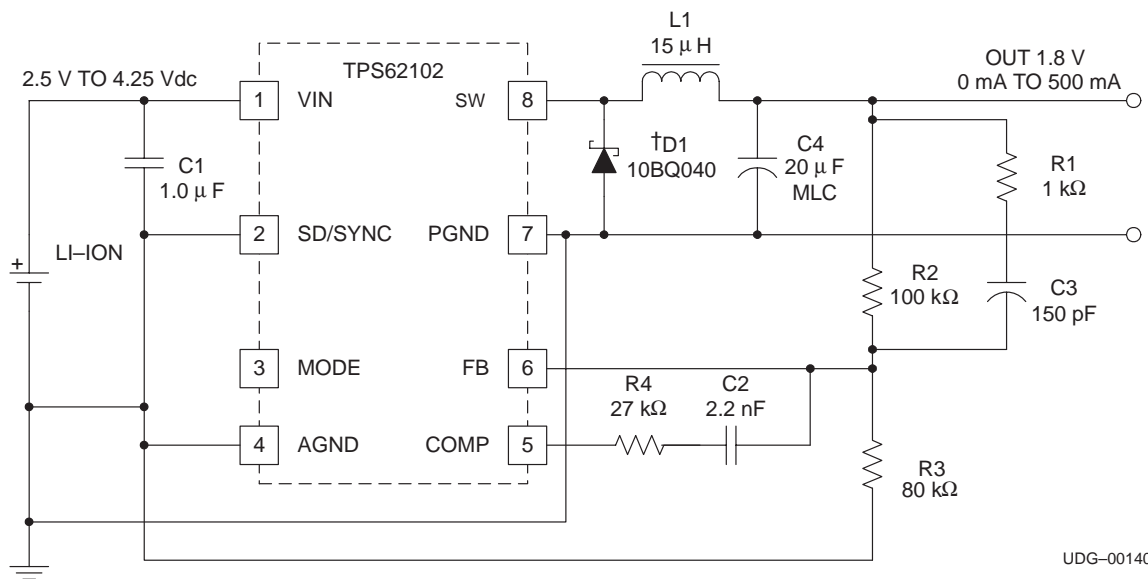 L1
15 μ H
OUT 1.8 V
0 mA TO 500 mA
2.5 V TO 4.25 Vdc
TPS62102
1
VIN
SW
8
C1
1.0 μ F
†D1
10BQ040
C4
20 μ F
MLC
R1
1 kΩ
2
SD/SYNC
PGND
7
LI–ION
+
R2
100 kΩ
C3
150 pF
3
MODE
FB
6
R4
27 kΩ
C2
2.2 nF
4
AGND
COMP
5
R3
80 kΩ
UDG–00140